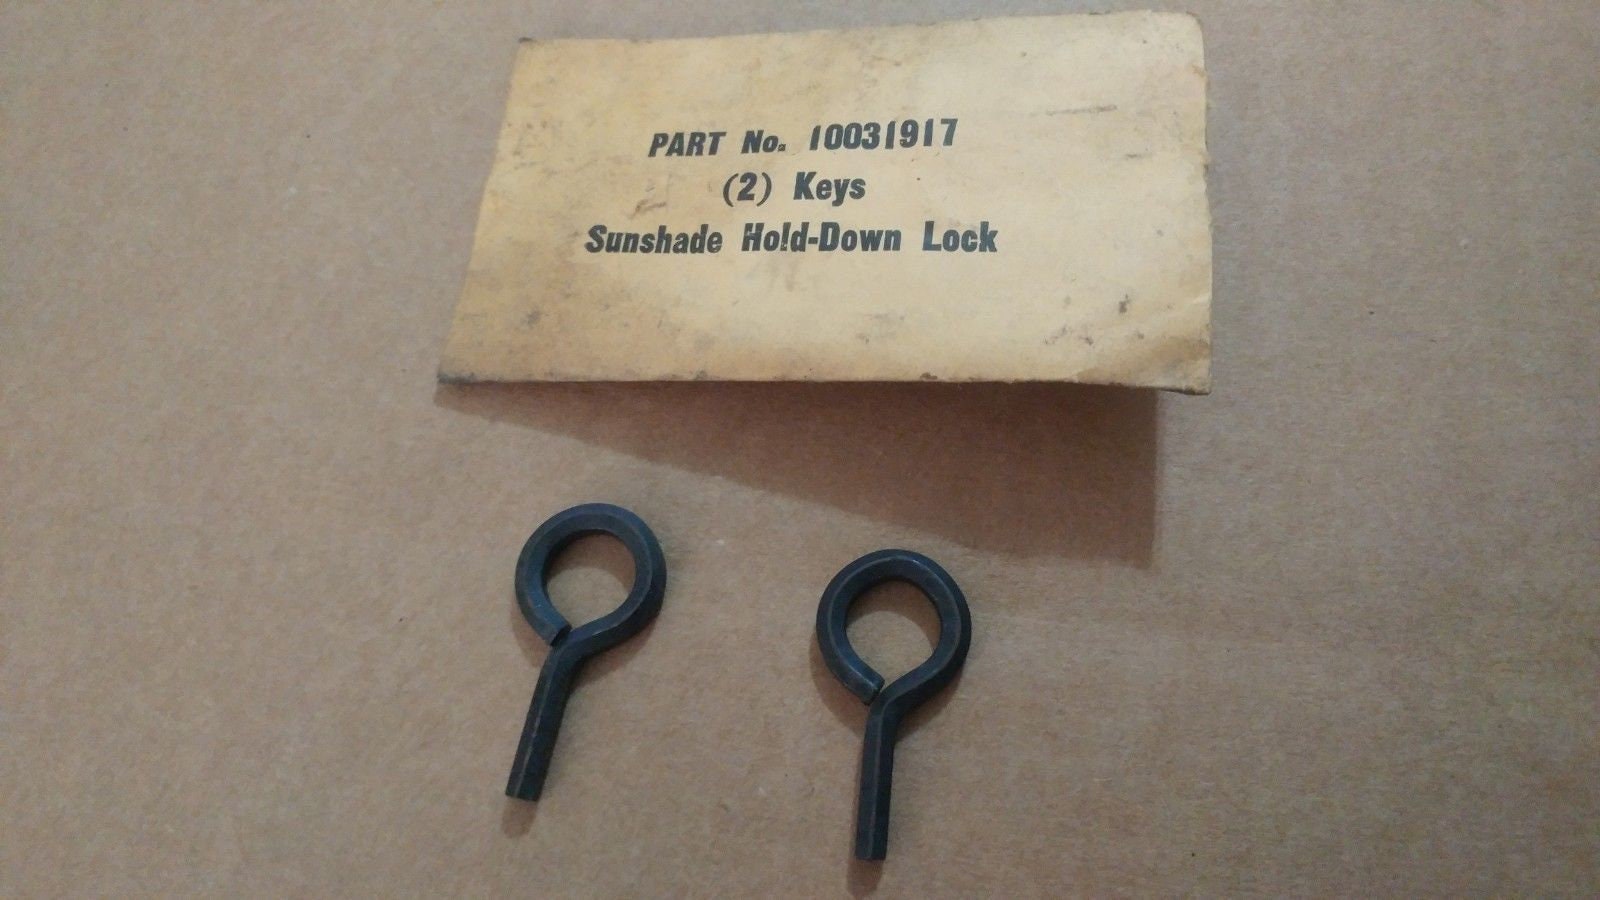 PART No. 10031917
(2) Keys
Sunshade Hold-Down Lock